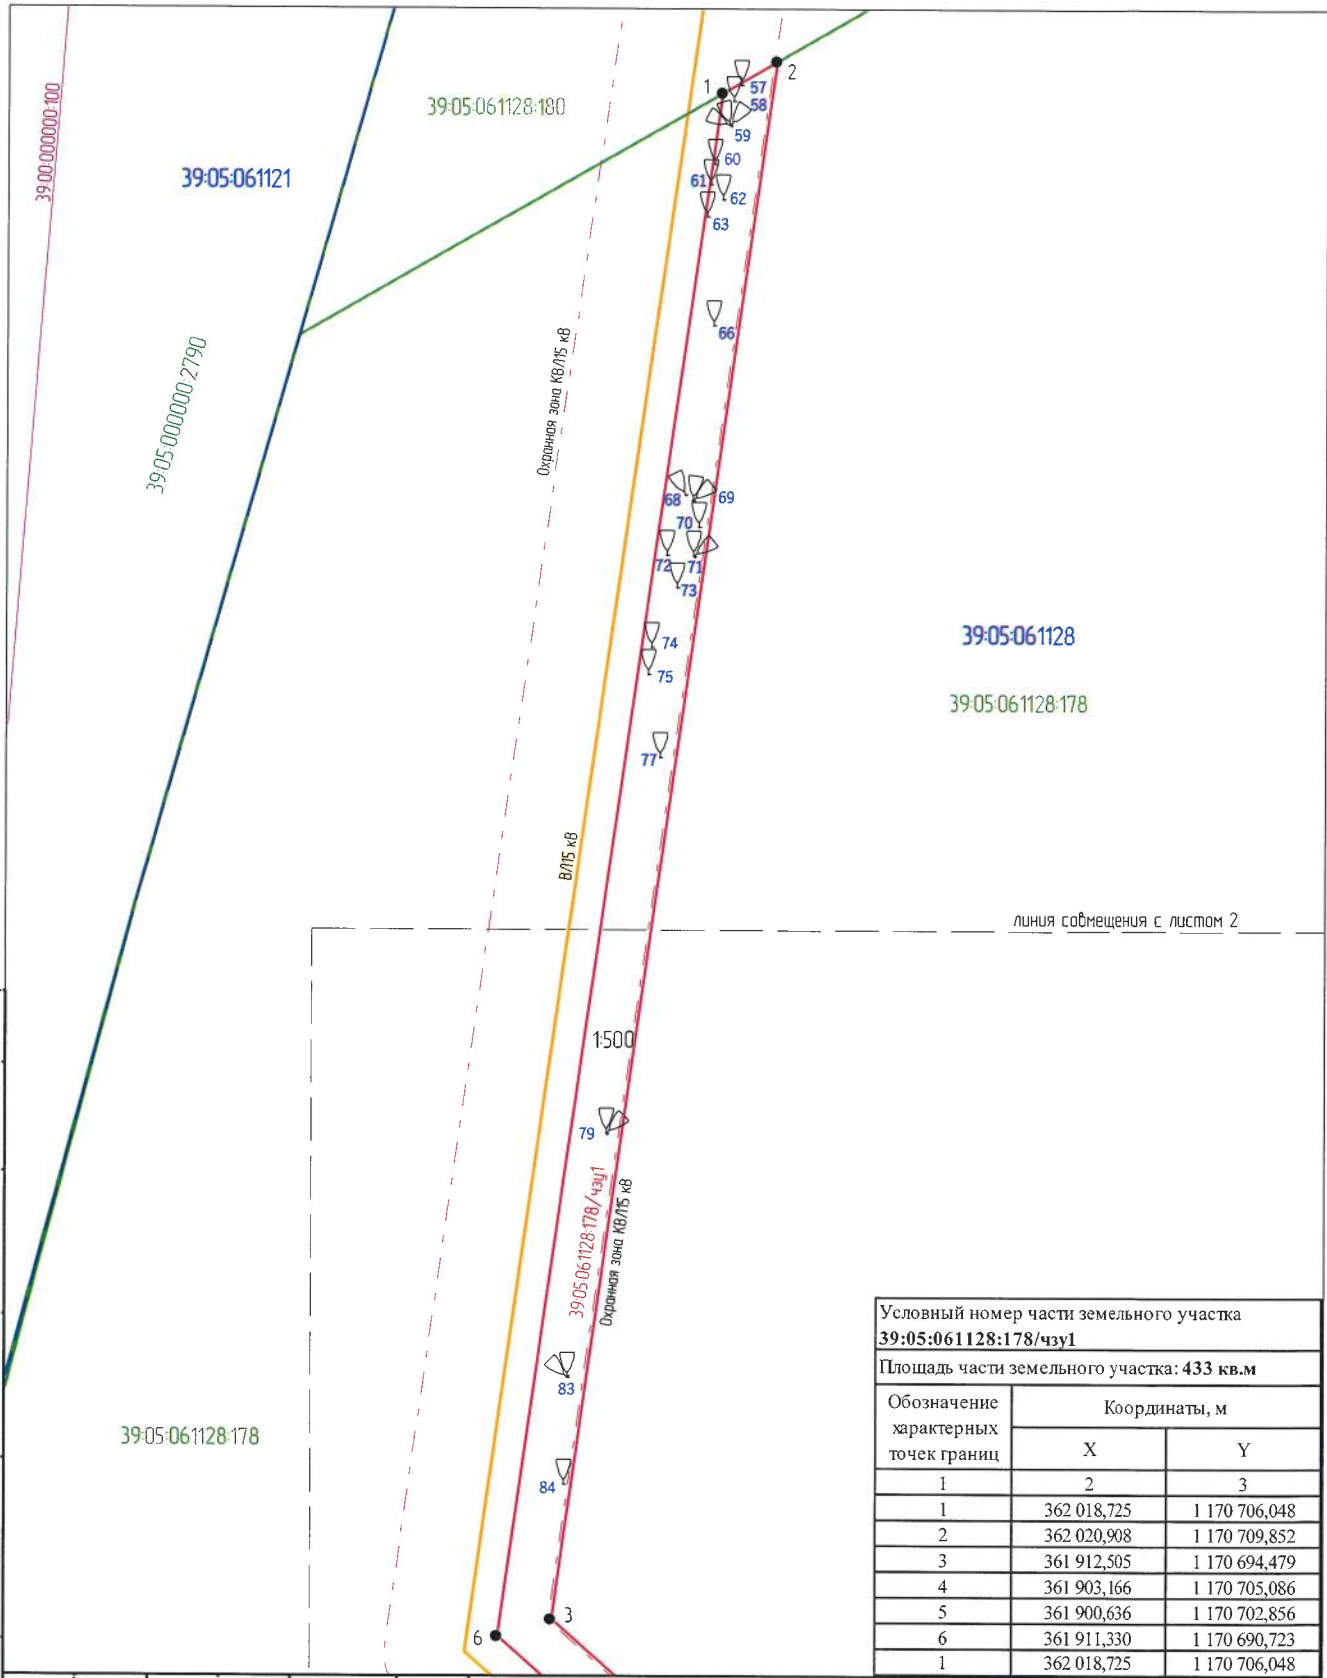 39:00:000000:100
39:05:061128:180
39:05:061121
39:05:000000:2790
1
2
57
58
59
60
61
62
63
66
Охранная зона КВЛ15 кВ
68
69
70
72
71
73
74
75
77
39:05:061128
39:05:061128:178
ВЛ15 кВ
линия совмещения с листом 2
1:500
79
39:05:061128:178/чзу1
Охранная зона КВЛ15 кВ
83
84
39:05:061128:178
6
3
Условный номер части земельного участка
39:05:061128:178/чзу1
Площадь части земельного участка: 433 кв.м
Обозначение характерных точек границ
Координаты, м
X Y
1 2 3
1 362 018,725 1 170 706,048
2 362 020,908 1 170 709,852
3 361 912,505 1 170 694,479
4 361 903,166 1 170 705,086
5 361 900,636 1 170 702,856
6 361 911,330 1 170 690,723
1 362 018,725 1 170 706,048